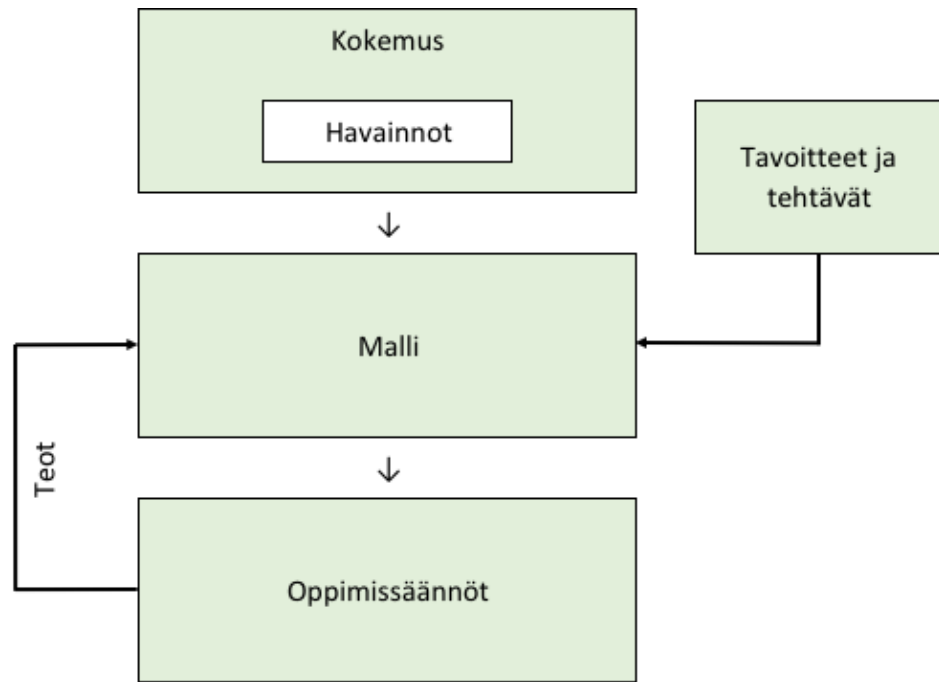 Kokemus
Havainnot
Tavoitteet ja
tehtävät
Malli
Teot
Oppimissäännöt